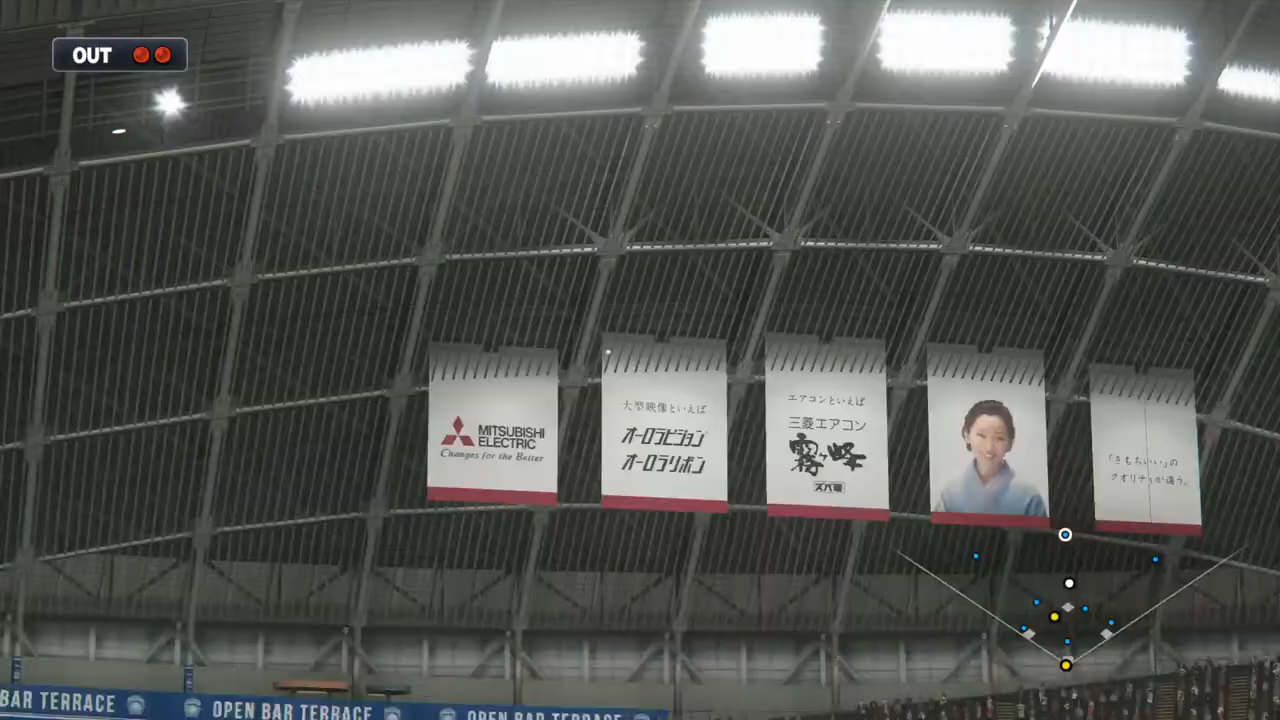 OUT
MITSUBISHI
ELECTRIC
Changes for the Better
大型映像といえば
オーロラビジョン
オーロラリボン
エアコンといえば
三菱エアコン
霧ヶ峰
ズバ暖
「きもちいい」の
クオリティが違う。
BAR TERRACE
OPEN BAR TERRACE
OPEN BAR TERRACE